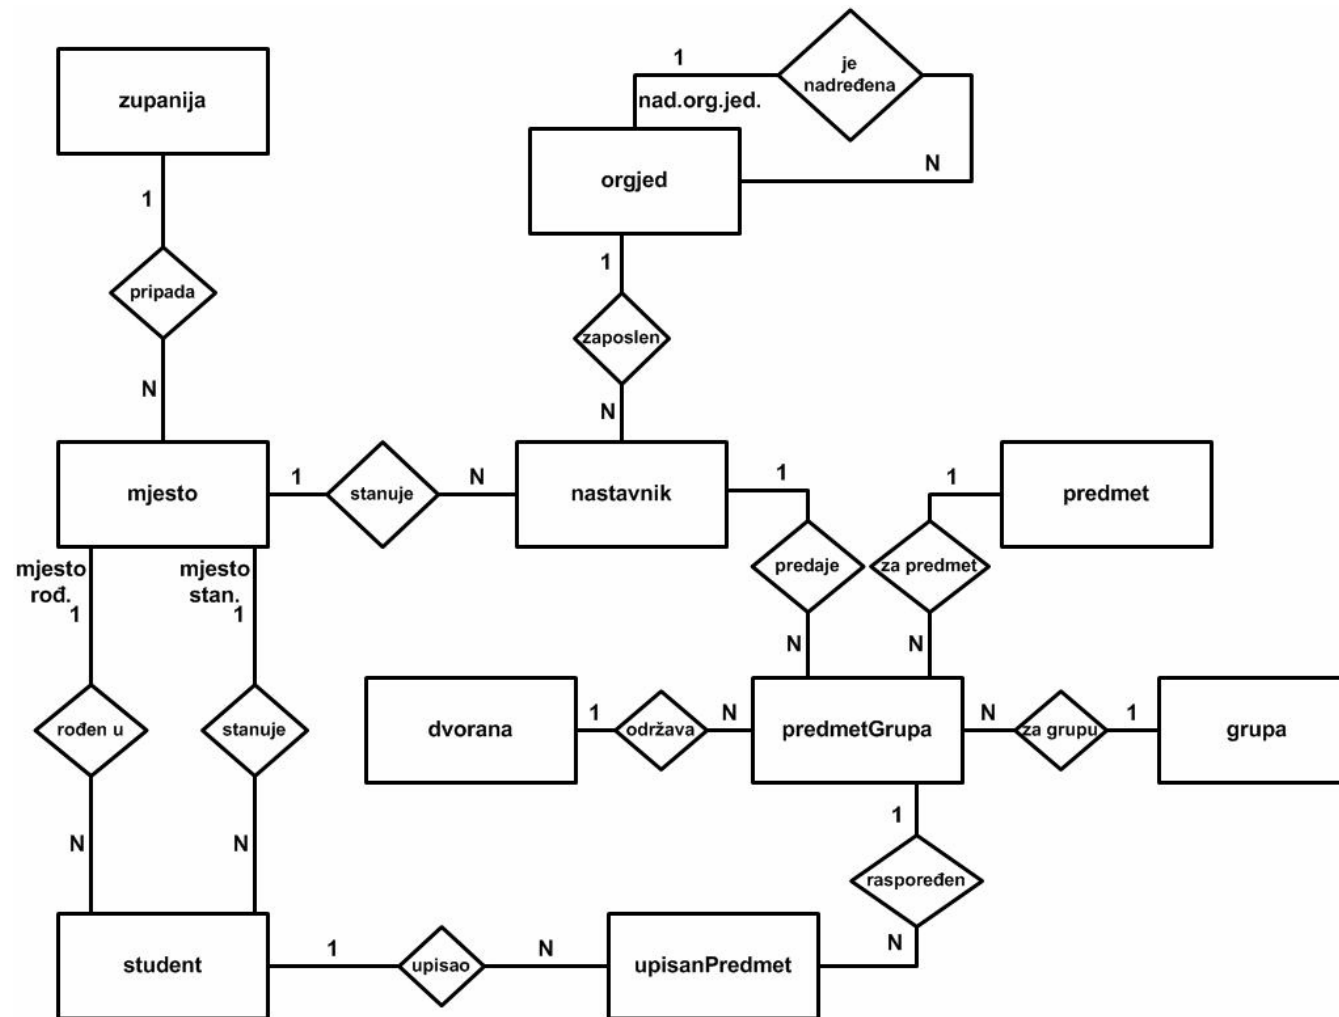 zupanija
1
pripada
N
1
je
nadređena
nad.org.jed.
orgjed
N
1
zaposlen
N
mjesto
1
stanuje
N
nastavnik
1
1
predmet
mjesto
rođ.
1
mjesto
stan.
1
predaje
za predmet
N
N
rođen u
stanuje
dvorana
1
održava
N
predmetGrupa
N
za grupu
1
grupa
N
N
1
raspoređen
N
student
1
upisao
N
upisanPredmet